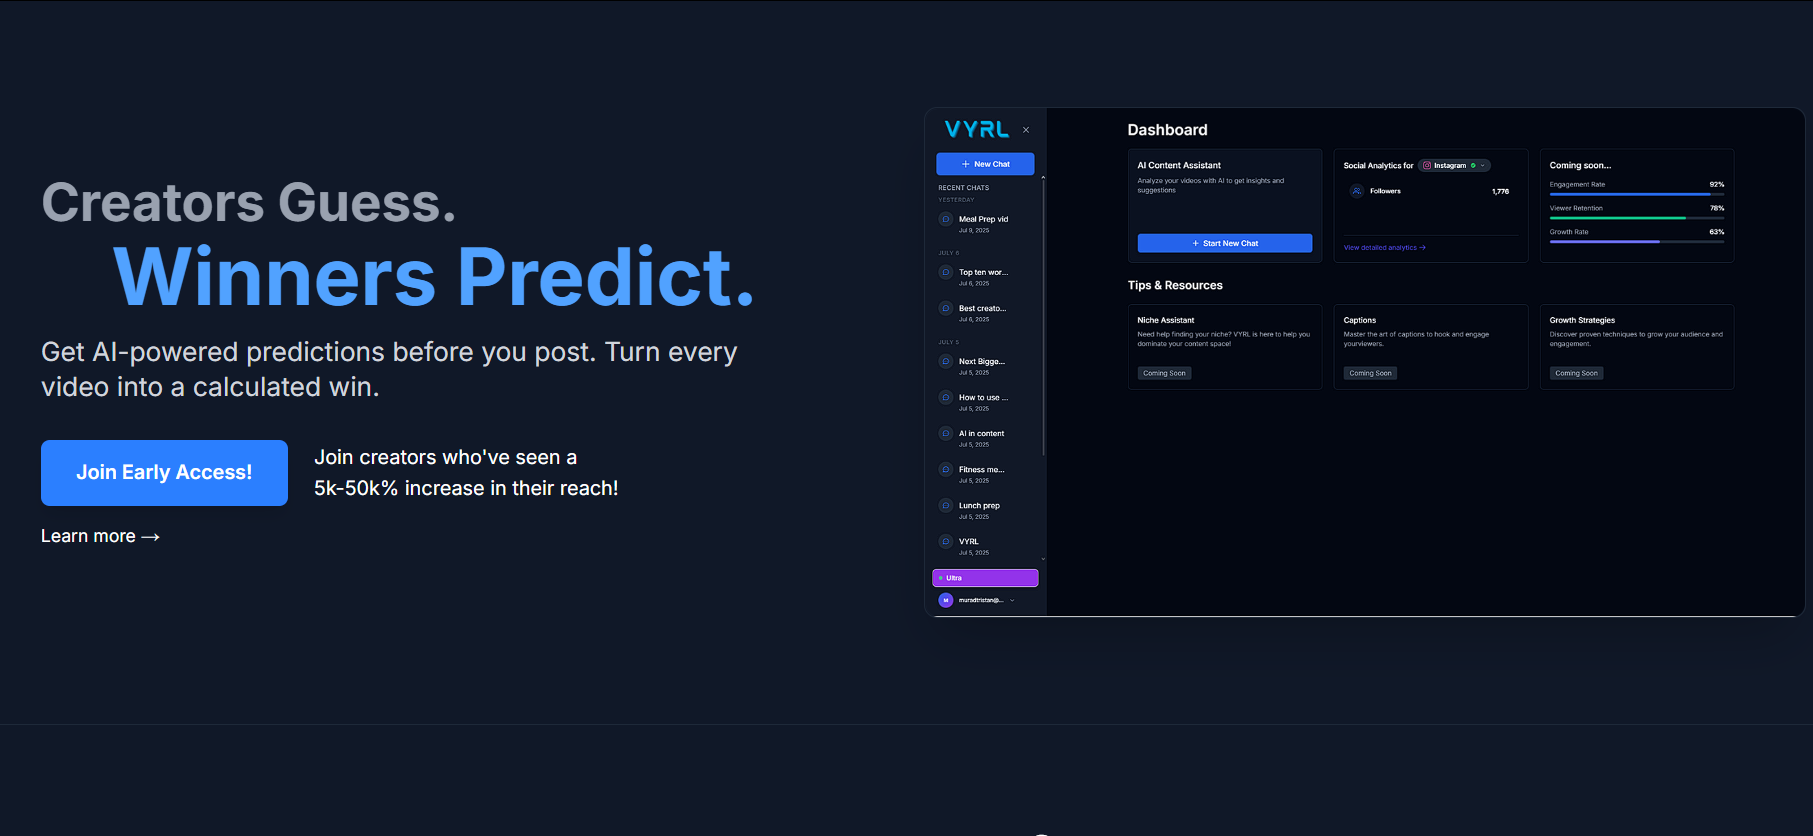 Creators Guess.
Winners Predict.
Get AI-powered predictions before you post. Turn every
video into a calculated win.
Join Early Access!
Join creators who've seen a
5k-50k% increase in their reach!
Learn more →
VYRL ×
+ New Chat
RECENT CHATS
YESTERDAY
Meal Prep vid
Jul 9, 2025
JULY 6
Top ten wor...
Jul 6, 2025
Best creato...
Jul 6, 2025
JULY 5
Next Bigge...
Jul 5, 2025
How to use ...
Jul 5, 2025
AI in content
Jul 5, 2025
Fitness me...
Jul 5, 2025
Lunch prep
Jul 5, 2025
VYRL
Jul 5, 2025
Ultra
M muradtristan@...
Dashboard
AI Content Assistant
Analyze your videos with AI to get insights and
suggestions
+ Start New Chat
Social Analytics for Instagram
Followers 1,776
View detailed analytics →
Coming soon...
Engagement Rate 92%
Viewer Retention 78%
Growth Rate 63%
Tips & Resources
Niche Assistant
Need help finding your niche? VYRL is here to help you
dominate your content space!
Coming Soon
Captions
Master the art of captions to hook and engage
yourviewers.
Coming Soon
Growth Strategies
Discover proven techniques to grow your audience and
engagement.
Coming Soon